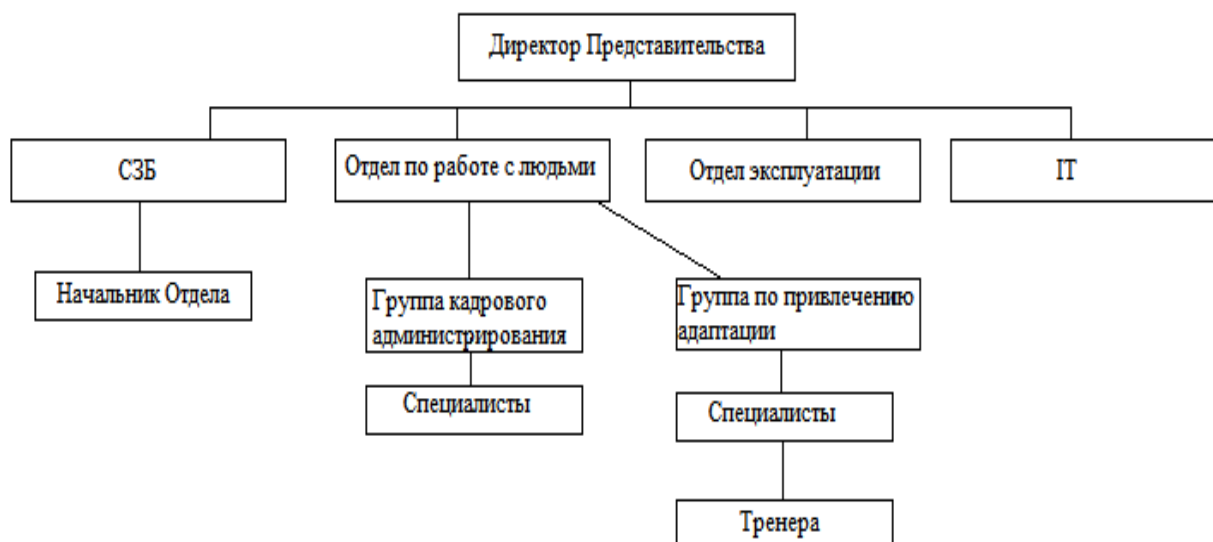 Директор Представительства
СЗБ
Отдел по работе с людьми
Отдел эксплуатации
IT
Начальник Отдела
Группа кадрового
администрирования
Группа по привлечению
адаптации
Специалисты
Специалисты
Тренера